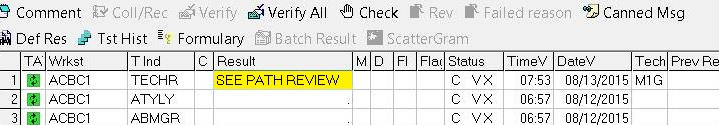 Comment Coll/Rec Verify Verify All Check Rev Failed reason Canned Msg
Def Res Tst Hist Formulary Batch Result ScatterGram
TA Wrkst T Ind C Result M D Fl Flag Status TimeV DateV Tech Prev Re
1 ACBC1 TECHR SEE PATH REVIEW C VX 07:53 08/13/2015 M1G
2 ACBC1 ATYLY . C VX 06:57 08/12/2015
3 ACBC1 ABMGR . C VX 06:57 08/12/2015